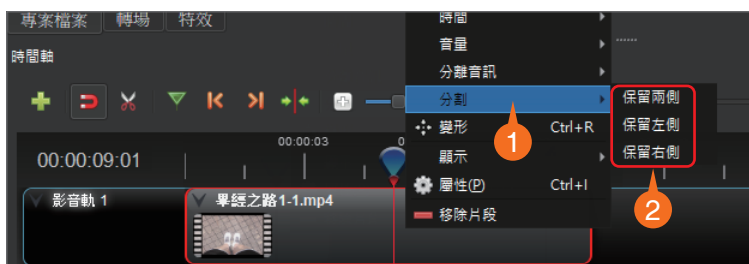 專案檔案 轉場 特效
時間軸
時間
音量
分離音訊
分割
變形 Ctrl+R
顯示
屬性(P) Ctrl+I
移除片段
保留兩側
保留左側
保留右側
1
2
00:00:09:01
00:00:03
0
影音軌 1
畢經之路1-1.mp4